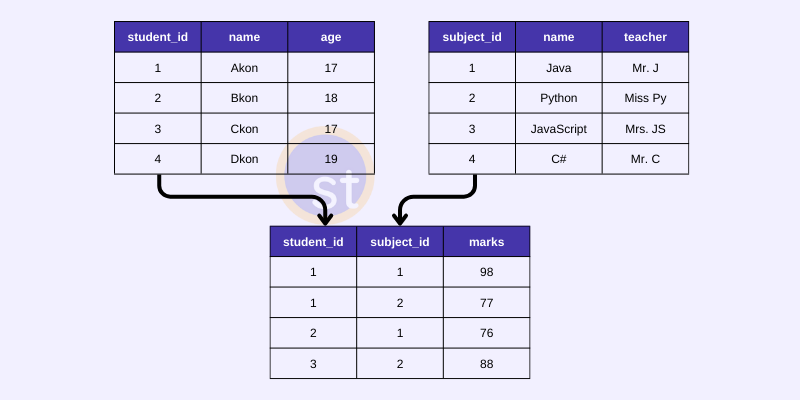 student_id name age
1 Akon 17
2 Bkon 18
3 Ckon 17
4 Dkon 19
subject_id name teacher
1 Java Mr. J
2 Python Miss Py
3 JavaScript Mrs. JS
4 C# Mr. C
st
student_id subject_id marks
1 1 98
1 2 77
2 1 76
3 2 88